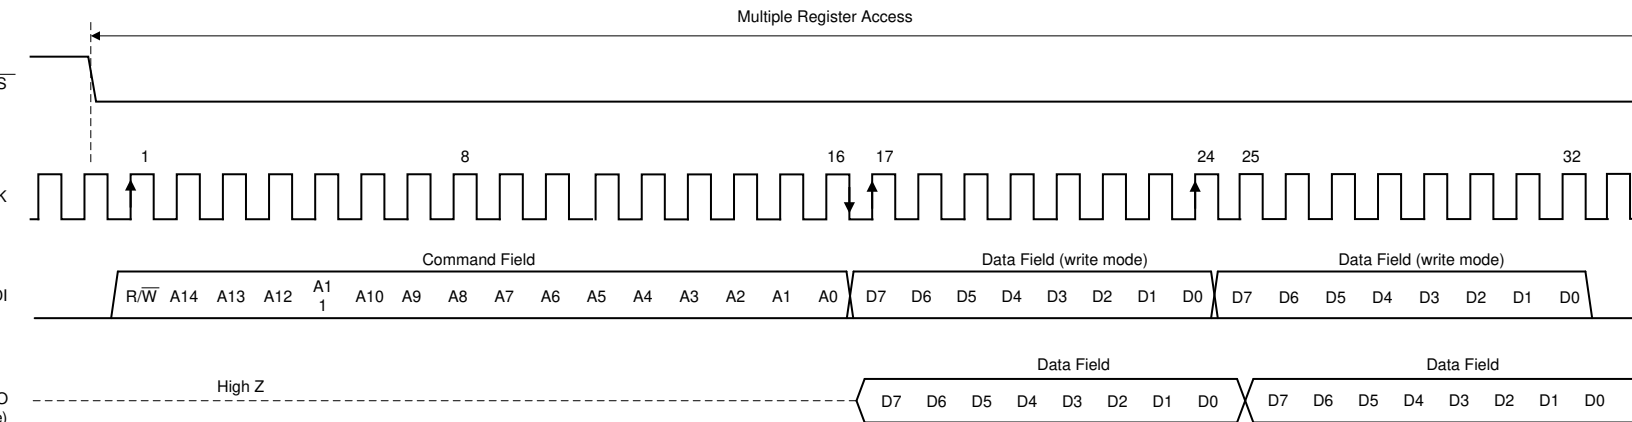 Multiple Register Access
S
1 8 16 17 24 25 32
K
Command Field Data Field (write mode) Data Field (write mode)
DI R/W A14 A13 A12 A1 A10 A9 A8 A7 A6 A5 A4 A3 A2 A1 A0 D7 D6 D5 D4 D3 D2 D1 D0 D7 D6 D5 D4 D3 D2 D1 D0
1
Data Field Data Field
High Z
O D7 D6 D5 D4 D3 D2 D1 D0 D7 D6 D5 D4 D3 D2 D1 D0
e)